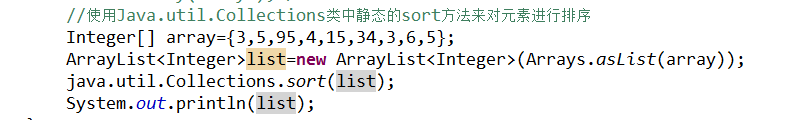 //使用Java.util.Collections类中静态的sort方法来对元素进行排序
Integer[] array={3,5,95,4,15,34,3,6,5};
ArrayList<Integer>list=new ArrayList<Integer>(Arrays.asList(array));
java.util.Collections.sort(list);
System.out.println(list);